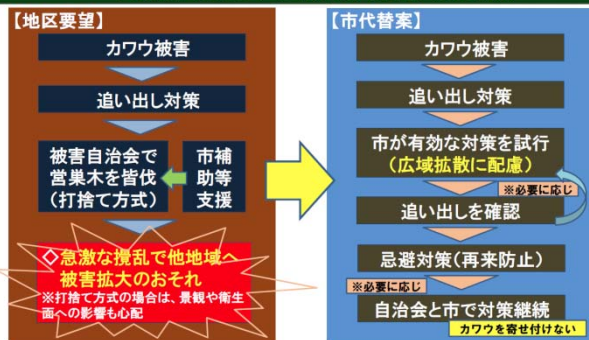 【地区要望】
カワウ被害
追い出し対策
被害自治会で
営巣木を皆伐
(打捨て方式)
市補
助等
支援
◇急激な攪乱で他地域へ
被害拡大のおそれ
※打捨て方式の場合は、景観や衛生
面への影響も心配
【市代替案】
カワウ被害
追い出し対策
市が有効な対策を試行
(広域拡散に配慮)
※必要に応じ
追い出しを確認
忌避対策(再来防止)
※必要に応じ
自治会と市で対策継続
カワウを寄せ付けない